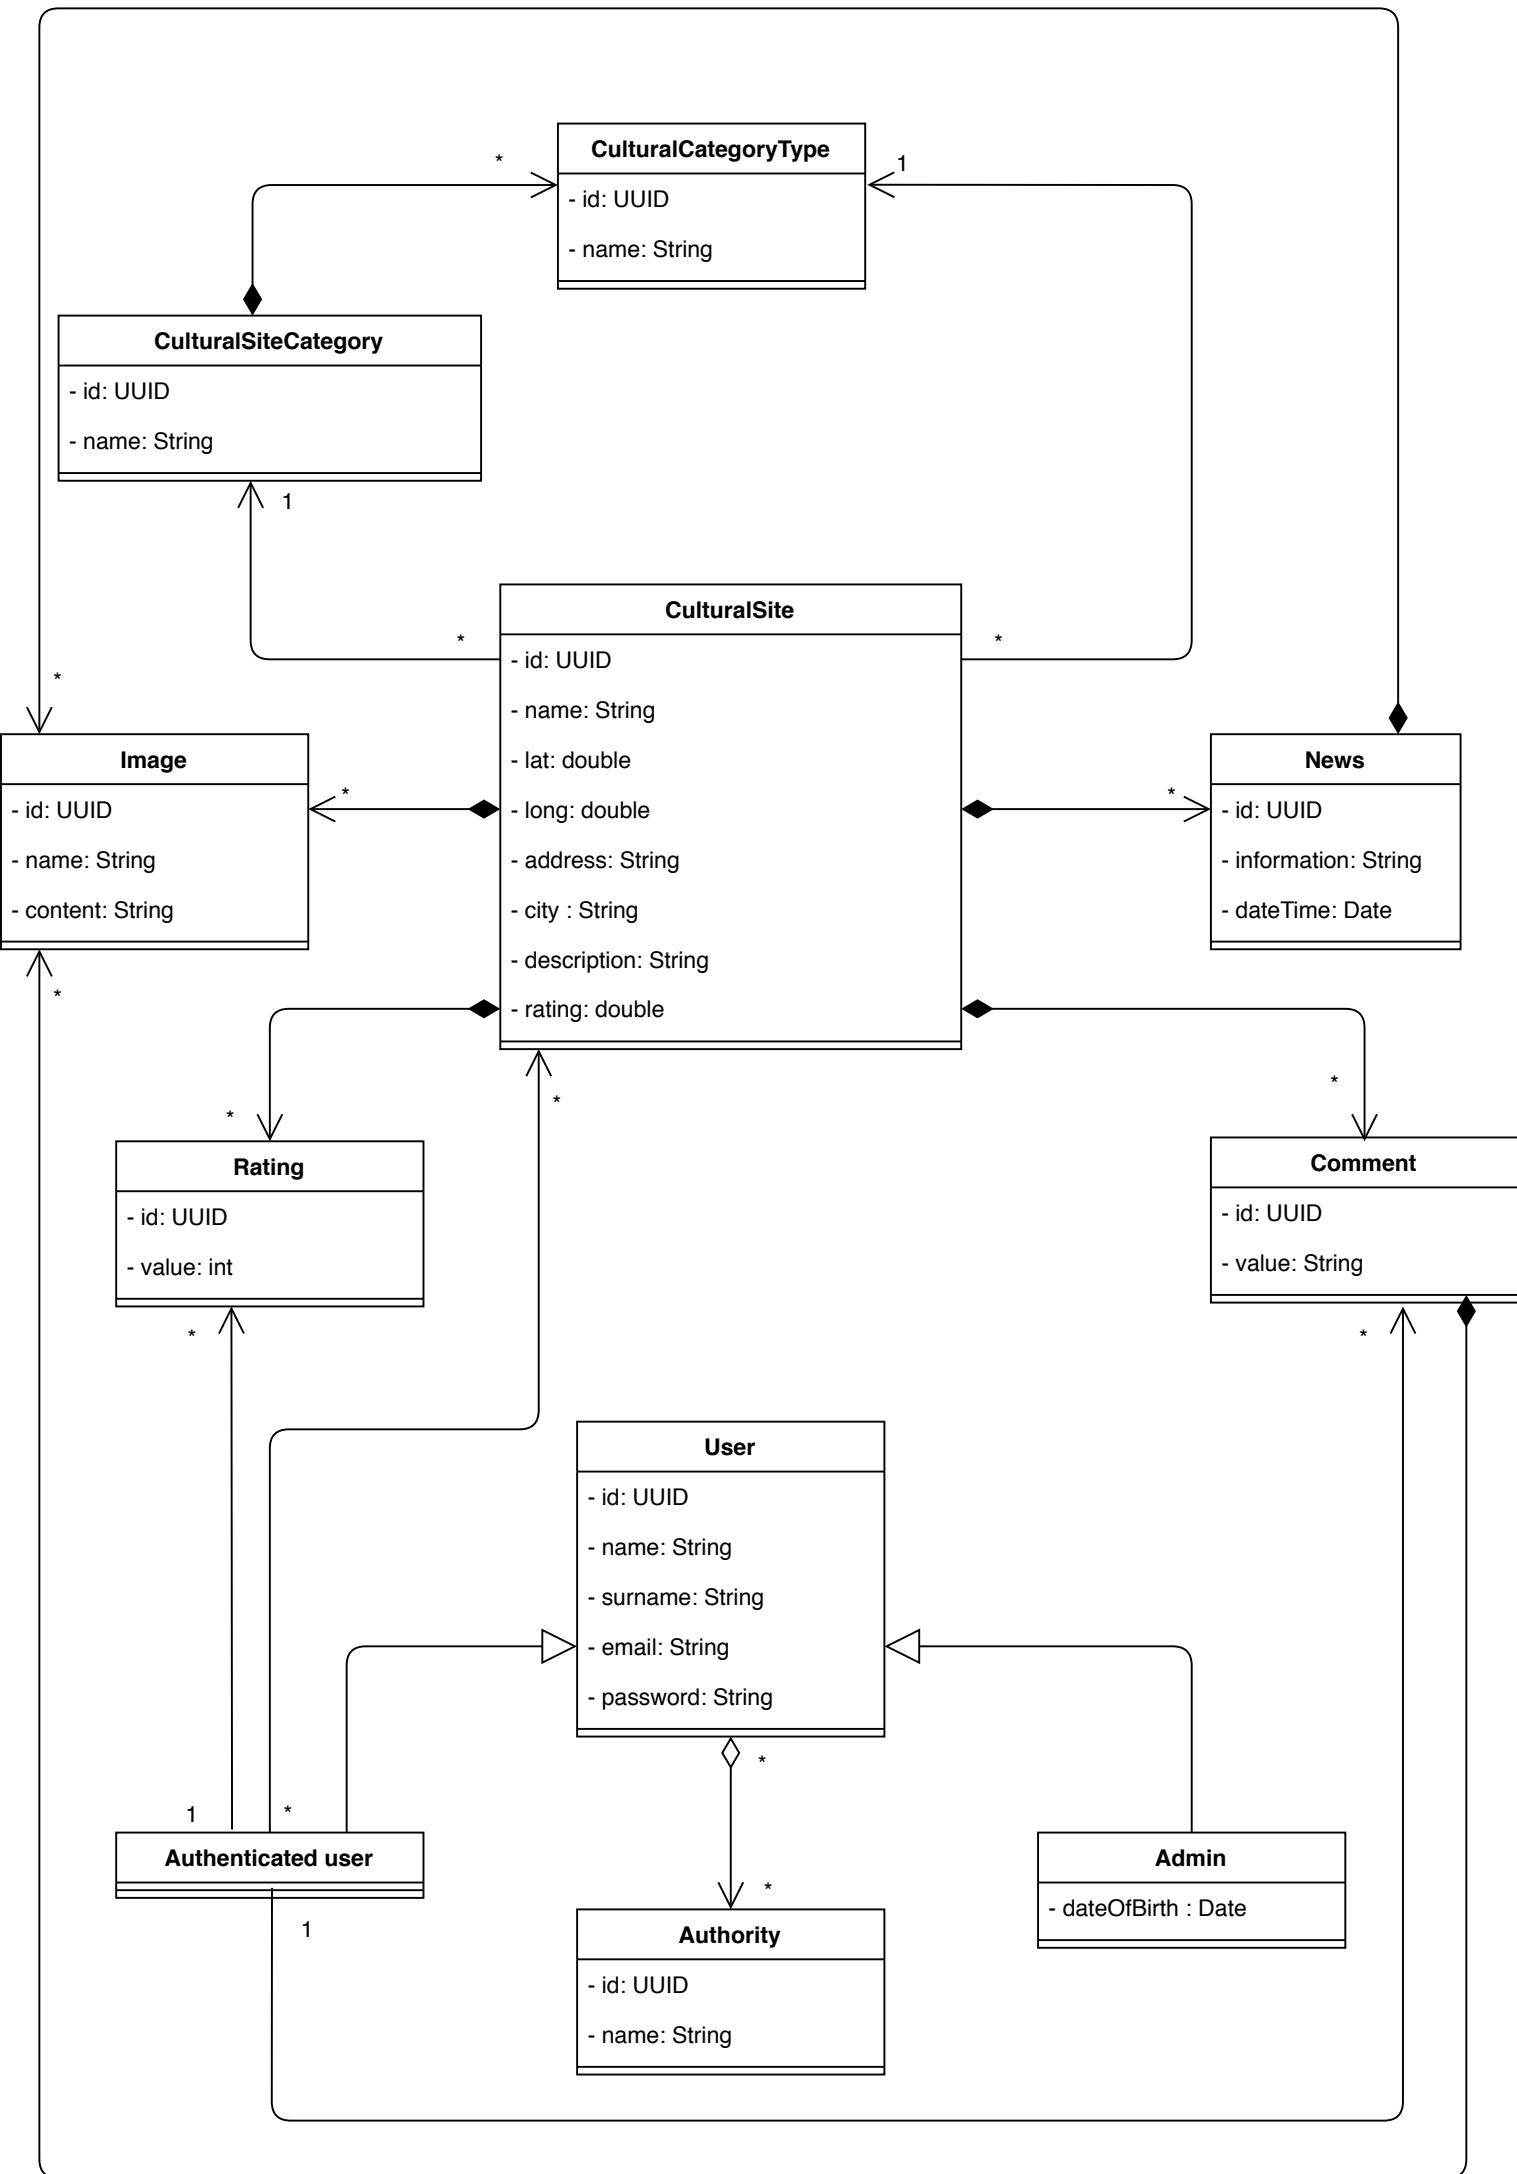 *
CulturalCategoryType
1
- id: UUID
- name: String
CulturalSiteCategory
- id: UUID
- name: String
1
*
CulturalSite
*
- id: UUID
- name: String
- lat: double
- long: double
- address: String
- city : String
- description: String
- rating: double
*
Image
- id: UUID
- name: String
- content: String
*
*
*
News
- id: UUID
- information: String
- dateTime: Date
*
*
*
*
Rating
- id: UUID
- value: int
*
Comment
- id: UUID
- value: String
*
User
- id: UUID
- name: String
- surname: String
- email: String
- password: String
*
1
*
Authenticated user
1
*
Authority
- id: UUID
- name: String
Admin
- dateOfBirth : Date